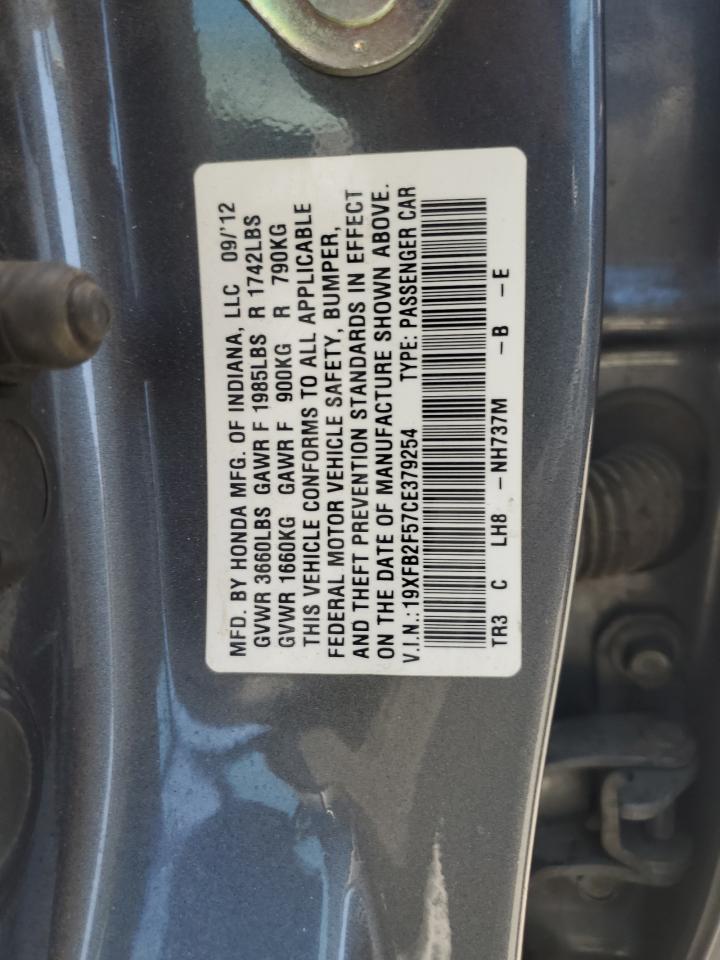 MFD. BY HONDA MFG. OF INDIANA, LLC 09/'12
GVWR 3660LBS GAWR F 1985LBS R 1742LBS
GVWR 1660KG GAWR F 900KG R 790KG
THIS VEHICLE CONFORMS TO ALL APPLICABLE
FEDERAL MOTOR VEHICLE SAFETY, BUMPER,
AND THEFT PREVENTION STANDARDS IN EFFECT
ON THE DATE OF MANUFACTURE SHOWN ABOVE.
V.I.N.:19XFB2F57CE379254 TYPE: PASSENGER CAR
TR3 C LH8 -NH737M -B -E